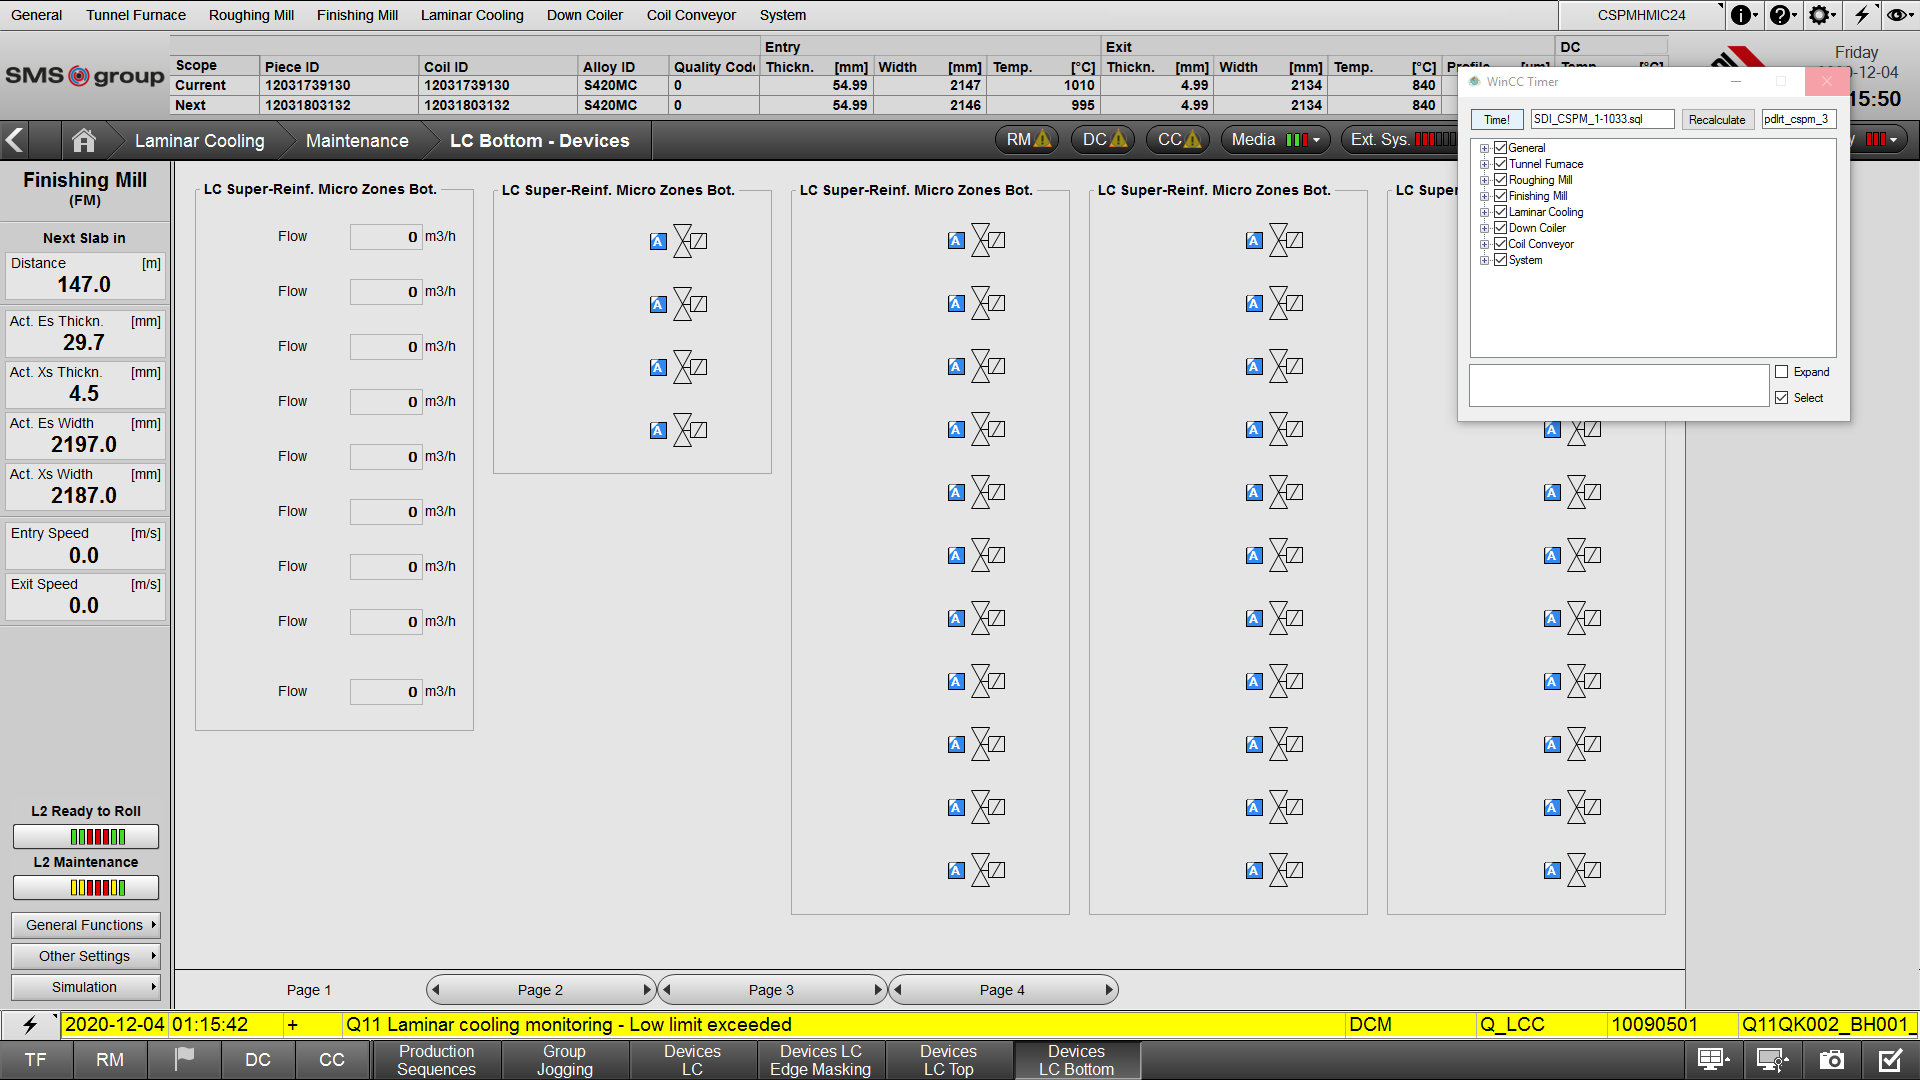 General Tunnel Furnace Roughing Mill Finishing Mill Laminar Cooling Down Coiler Coil Conveyor System CSPMHMIC24
SMS group
Entry Exit DC
Scope Piece ID Coil ID Alloy ID Quality Code Thickn. [mm] Width [mm] Temp. [°C] Thickn. [mm] Width [mm] Temp. [°C]
Current 12031739130 12031739130 S420MC 0 54.99 2147 1010 4.99 2134 840
Next 12031803132 12031803132 S420MC 0 54.99 2146 995 4.99 2134 840
Friday
-12-04
15:50
Laminar Cooling Maintenance LC Bottom - Devices RM DC CC Media Ext. Sys.
WinCC Timer
Time! SDI_CSPM_1-1033.sql Recalculate pdlrt_cspm_3
General
Tunnel Furnace
Roughing Mill
Finishing Mill
Laminar Cooling
Down Coiler
Coil Conveyor
System
Expand
Select
Finishing Mill
(FM)
Next Slab in
Distance [m]
147.0
Act. Es Thickn. [mm]
29.7
Act. Xs Thickn. [mm]
4.5
Act. Es Width [mm]
2197.0
Act. Xs Width [mm]
2187.0
Entry Speed [m/s]
0.0
Exit Speed [m/s]
0.0
L2 Ready to Roll
L2 Maintenance
General Functions
Other Settings
Simulation
LC Super-Reinf. Micro Zones Bot.
Flow 0 m3/h
Flow 0 m3/h
Flow 0 m3/h
Flow 0 m3/h
Flow 0 m3/h
Flow 0 m3/h
Flow 0 m3/h
Flow 0 m3/h
Flow 0 m3/h
LC Super-Reinf. Micro Zones Bot.
A
A
A
A
LC Super-Reinf. Micro Zones Bot.
A
A
A
A
A
A
A
A
A
A
A
LC Super-Reinf. Micro Zones Bot.
A
A
A
A
A
A
A
A
A
A
A
LC Super
A
A
A
A
A
A
A
A
Page 1 Page 2 Page 3 Page 4
2020-12-04 01:15:42 + Q11 Laminar cooling monitoring - Low limit exceeded DCM Q_LCC 10090501 Q11QK002_BH001_
TF RM DC CC
Production
Sequences
Group
Jogging
Devices
LC
Devices LC
Edge Masking
Devices
LC Top
Devices
LC Bottom